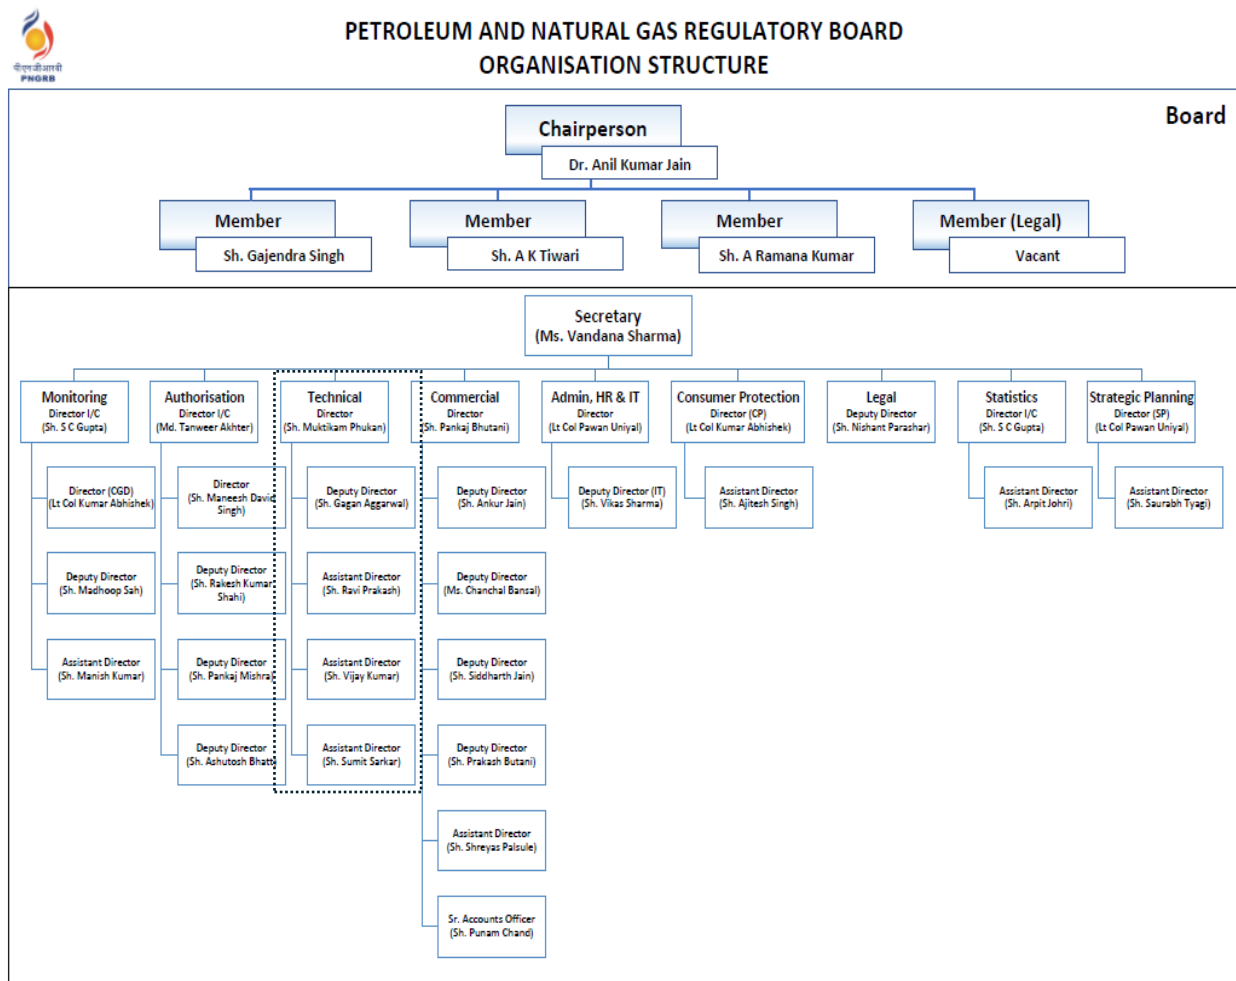 पीएनजीआरबी
PNGRB
PETROLEUM AND NATURAL GAS REGULATORY BOARD
ORGANISATION STRUCTURE
Board
Chairperson
Dr. Anil Kumar Jain
Member
Sh. Gajendra Singh
Member
Sh. A K Tiwari
Member
Sh. A Ramana Kumar
Member (Legal)
Vacant
Secretary
(Ms. Vandana Sharma)
Monitoring
Director I/C
(Sh. S C Gupta)
Director (CGD)
(Lt Col Kumar Abhishek)
Deputy Director
(Sh. Madhoop Sah)
Assistant Director
(Sh. Manish Kumar)
Authorisation
Director I/C
(Md. Tanweer Akhter)
Director
(Sh. Maneesh David
Singh)
Deputy Director
(Sh. Rakesh Kumar
Shahi)
Deputy Director
(Sh. Pankaj Mishra)
Deputy Director
(Sh. Ashutosh Bhatt)
Technical
Director
(Sh. Muktikam Phukan)
Deputy Director
(Sh. Gagan Aggarwal)
Assistant Director
(Sh. Ravi Prakash)
Assistant Director
(Sh. Vijay Kumar)
Assistant Director
(Sh. Sumit Sarkar)
Commercial
Director
(Sh. Pankaj Bhutani)
Deputy Director
(Sh. Ankur Jain)
Deputy Director
(Ms. Chanchal Bansal)
Deputy Director
(Sh. Siddharth Jain)
Deputy Director
(Sh. Prakash Butani)
Assistant Director
(Sh. Shreyas Palsule)
Sr. Accounts Officer
(Sh. Punam Chand)
Admin, HR & IT
Director
(Lt Col Pawan Uniyal)
Deputy Director (IT)
(Sh. Vikas Sharma)
Consumer Protection
Director (CP)
(Lt Col Kumar Abhishek)
Assistant Director
(Sh. Ajitesh Singh)
Legal
Deputy Director
(Sh. Nishant Parashar)
Statistics
Director I/C
(Sh. S C Gupta)
Assistant Director
(Sh. Arpit Johri)
Strategic Planning
Director (SP)
(Lt Col Pawan Uniyal)
Assistant Director
(Sh. Saurabh Tyagi)